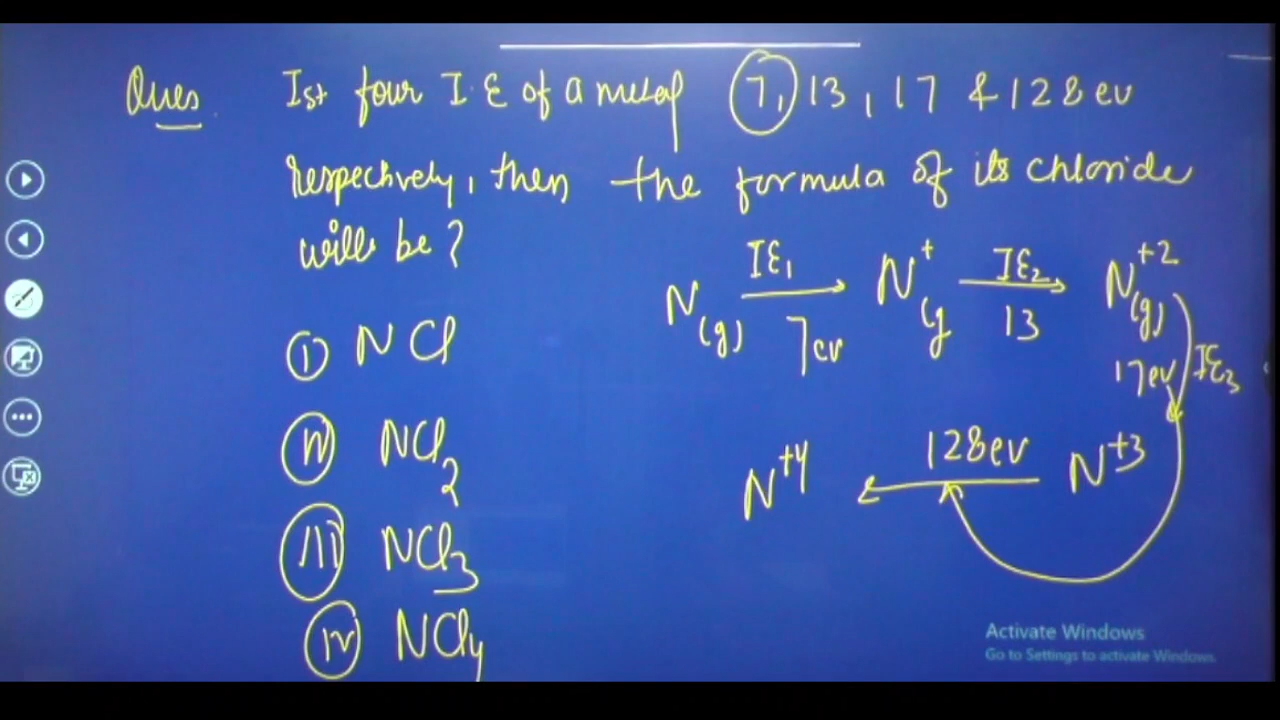 Ques Ist four I.E of a metal 7, 13, 17 & 128 ev
respectvely, then the formula of its chloride
will be?
N(g) IE1 7ev N+(g IE2 13 N+2(g)
17ev IE3
(i) NCl
(ii) NCl2
N+4 128ev N+3
(iii) NCl3
(iv) NCl4
Activate Windows
Go to Settings to activate Windows.